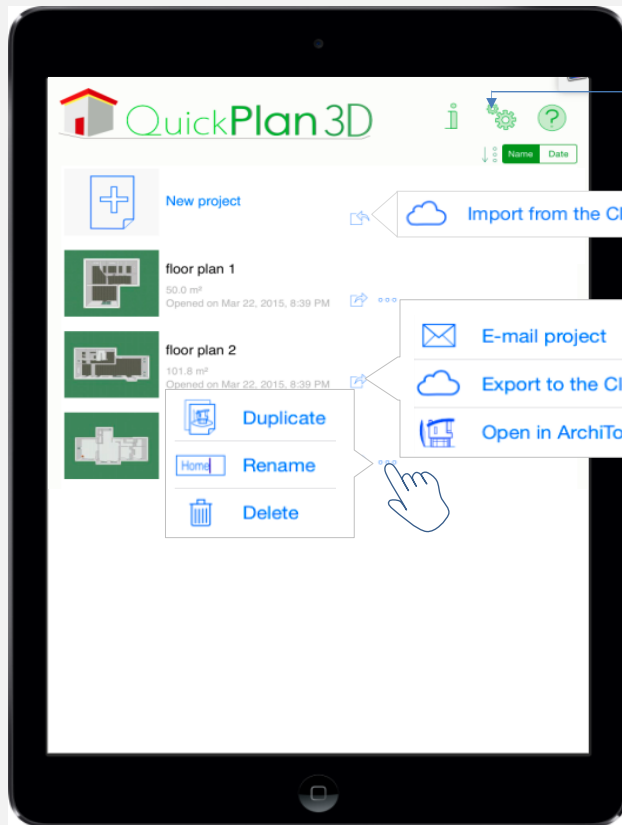 QuickPlan 3D
i
?
Name Date
New project
Import from the Cl
floor plan 1
50.0 m²
Opened on Mar 22, 2015, 8:39 PM
E-mail project
floor plan 2
101.8 m²
Export to the Cl
Opened on Mar 22, 2015, 8:39 PM
Open in ArchiTo
Duplicate
Home Rename
Delete